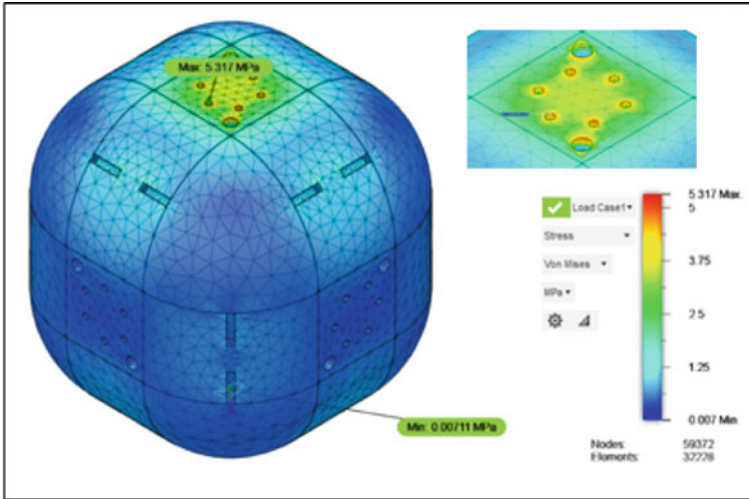 Max: 5.317 MPa
Min: 0.00711 MPa
Load Case1
Stress
Von Mises
MPa
5.317 Max.
5
3.75
2.5
1.25
0.007 Min.
Nodes: 59372
Elements: 37778